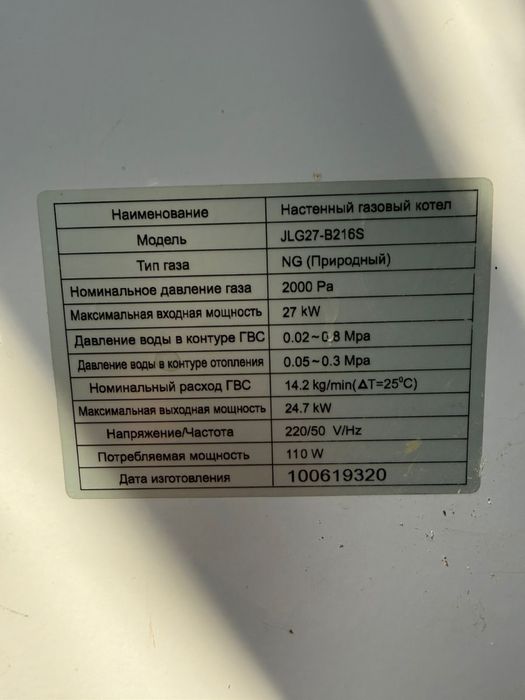 Наименование Настенный газовый котел
Модель JLG27-B216S
Тип газа NG (Природный)
Номинальное давление газа 2000 Pa
Максимальная входная мощность 27 kW
Давление воды в контуре ГВС 0.02~0.8 Mpa
Давление воды в контуре отопления 0.05~0.3 Mpa
Номинальный расход ГВС 14.2 kg/min(ΔT=25⁰C)
Максимальная выходная мощность 24.7 kW
Напряжение/Частота 220/50 V/Hz
Потребляемая мощность 110 W
Дата изготовления 100619320